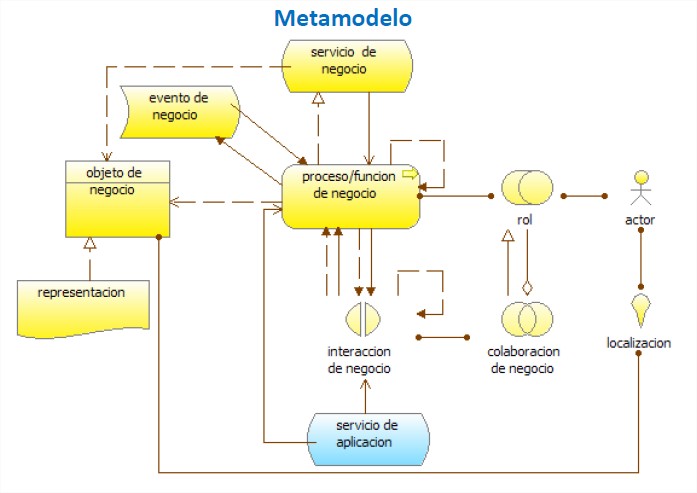 Metamodelo
servicio de
negocio
evento de
negocio
objeto de
negocio
proceso/funcion
de negocio
rol
actor
representacion
interaccion
de negocio
colaboracion
de negocio
localizacion
servicio de
aplicacion